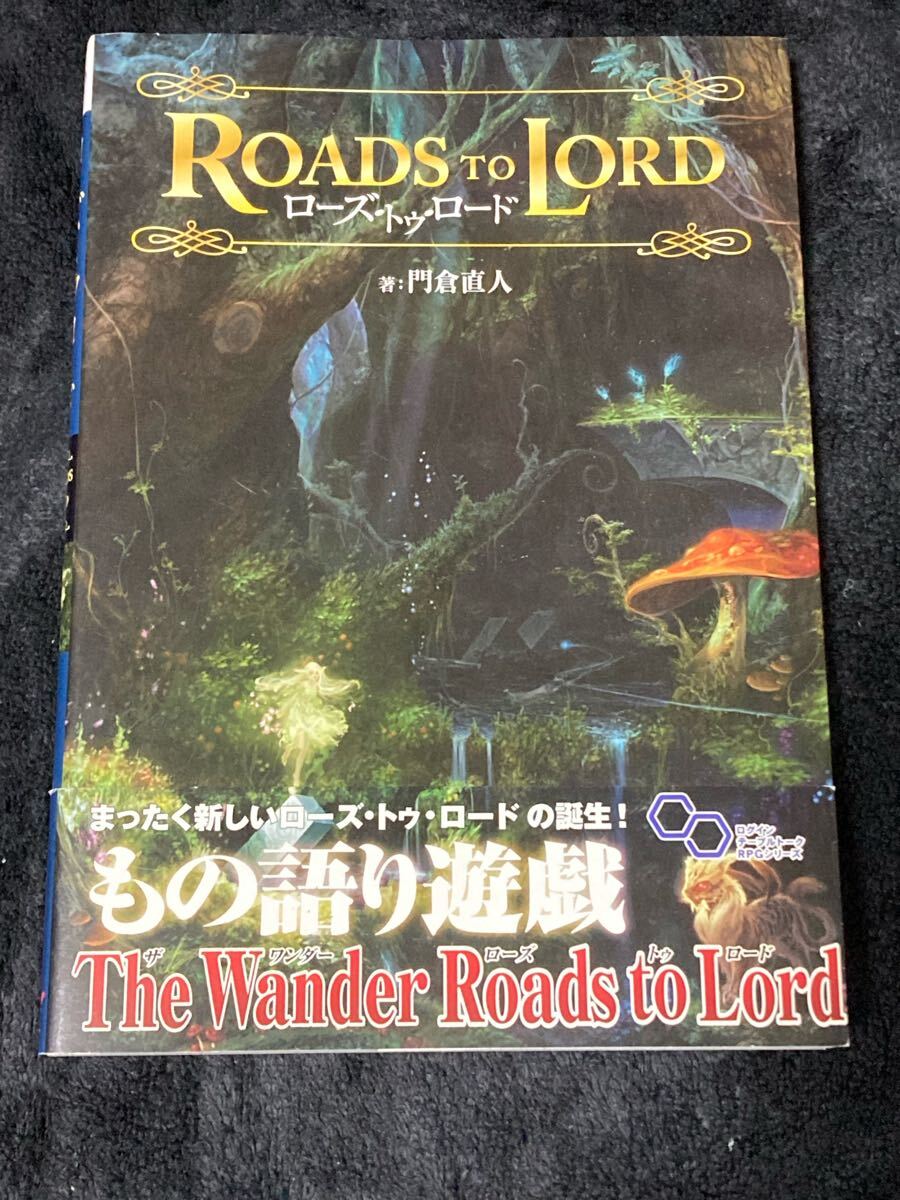 ROADS TO LORD
ローズ・トゥ・ロード
著:門倉直人
まったく新しいローズ・トゥ・ロードの誕生!
ログイン
テーブルトーク
RPGシリーズ
もの語り遊戯
ザ ワンダー ローズ トゥ ロード
The Wander Roads to Lord